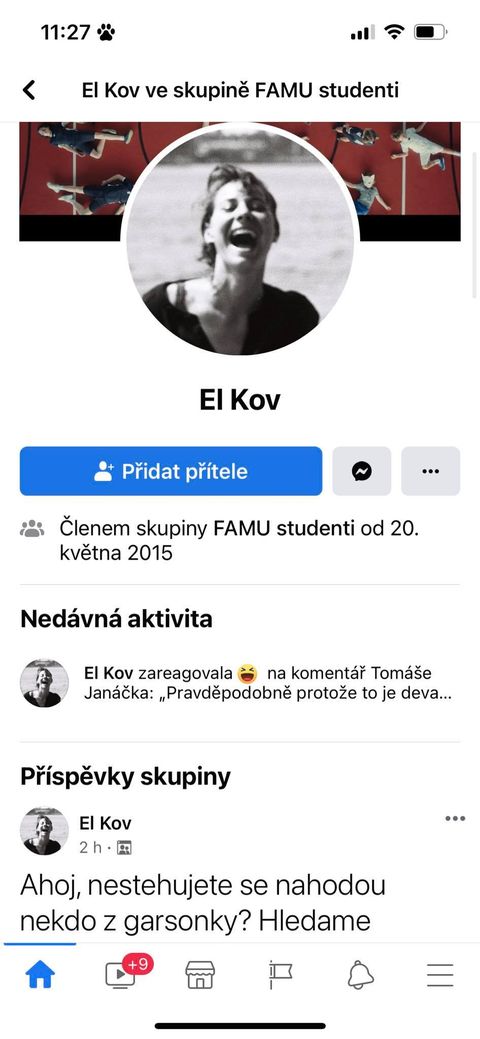 11:27
El Kov ve skupině FAMU studenti
El Kov
Přidat přítele
Členem skupiny FAMU studenti od 20.
května 2015
Nedávná aktivita
El Kov zareagovala 😆 na komentář Tomáše
Janáčka: „Pravděpodobně protože to je deva...
Příspěvky skupiny
El Kov
2 h ·
Ahoj, nestehujete se nahodou
nekdo z garsonky? Hledame
+9